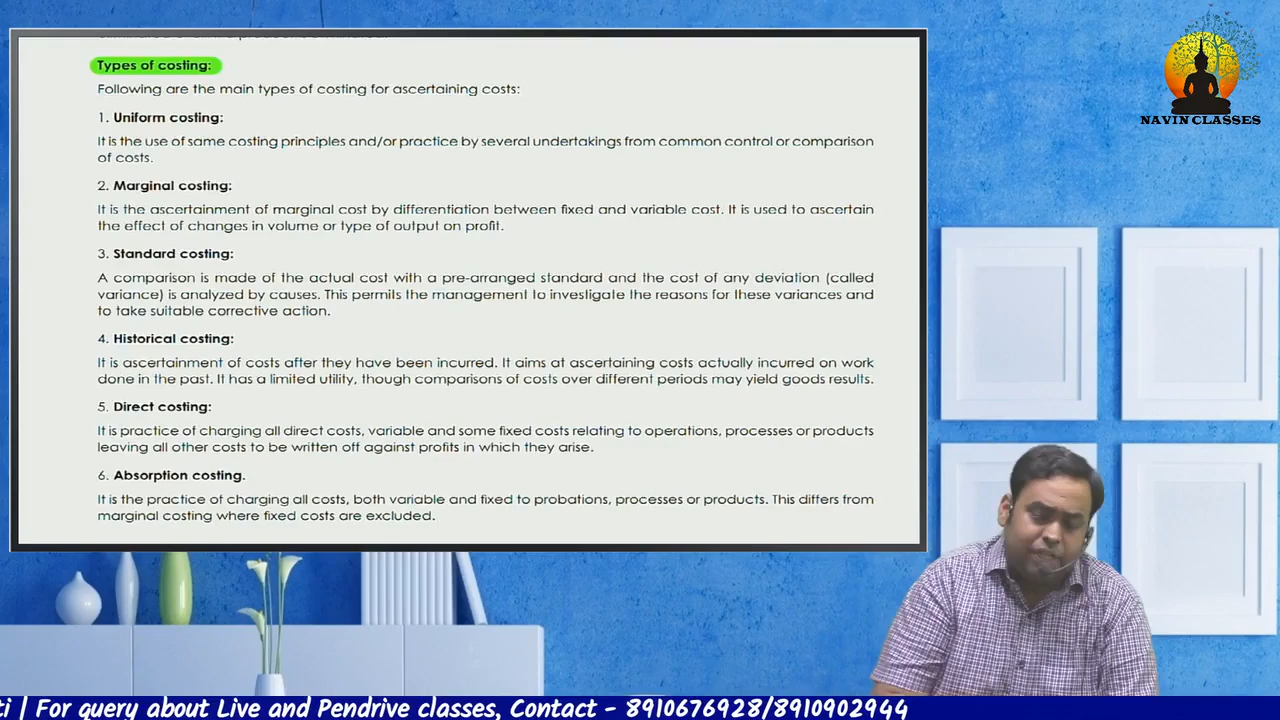 Types of costing:
Following are the main types of costing for ascertaining costs:
1. Uniform costing:
It is the use of same costing principles and/or practice by several undertakings from common control or comparison
of costs.
2. Marginal costing:
It is the ascertainment of marginal cost by differentiation between fixed and variable cost. It is used to ascertain
the effect of changes in volume or type of output on profit.
3. Standard costing:
A comparison is made of the actual cost with a pre-arranged standard and the cost of any deviation (called
variance) is analyzed by causes. This permits the management to investigate the reasons for these variances and
to take suitable corrective action.
4. Historical costing:
It is ascertainment of costs after they have been incurred. It aims at ascertaining costs actually incurred on work
done in the past. It has a limited utility, though comparisons of costs over different periods may yield goods results.
5. Direct costing:
It is practice of charging all direct costs, variable and some fixed costs relating to operations, processes or products
leaving all other costs to be written off against profits in which they arise.
6. Absorption costing.
It is the practice of charging all costs, both variable and fixed to probations, processes or products. This differs from
marginal costing where fixed costs are excluded.
NAVIN CLASSES
| For query about Live and Pendrive classes, Contact - 8910676928/8910902944